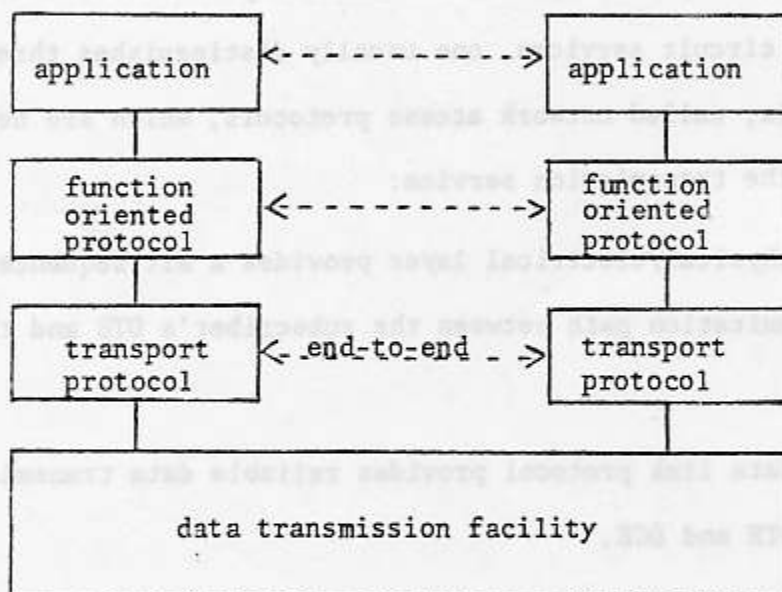 application
application
function
oriented
protocol
function
oriented
protocol
transport
protocol
end-to-end
transport
protocol
data transmission facility